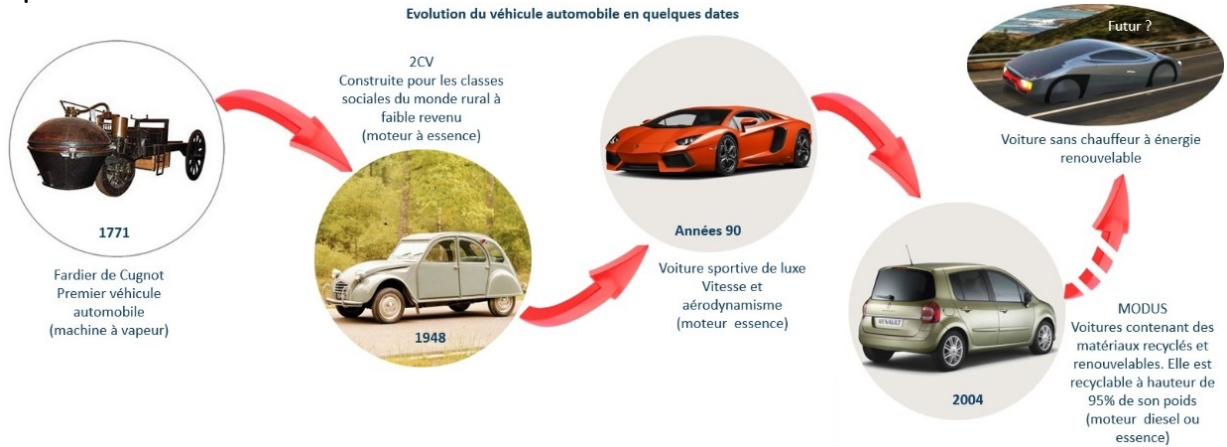 Evolution du véhicule automobile en quelques dates
1771
Fardier de Cugnot
Premier véhicule
automobile
(machine à vapeur)
2CV
Construite pour les classes
sociales du monde rural à
faible revenu
(moteur à essence)
1948
Années 90
Voiture sportive de luxe
Vitesse et
aérodynamisme
(moteur essence)
RENAULT
2004
MODUS
Voitures contenant des
matériaux recyclés et
renouvelables. Elle est
recyclable à hauteur de
95% de son poids
(moteur diesel ou
essence)
Futur ?
Voiture sans chauffeur à énergie
renouvelable